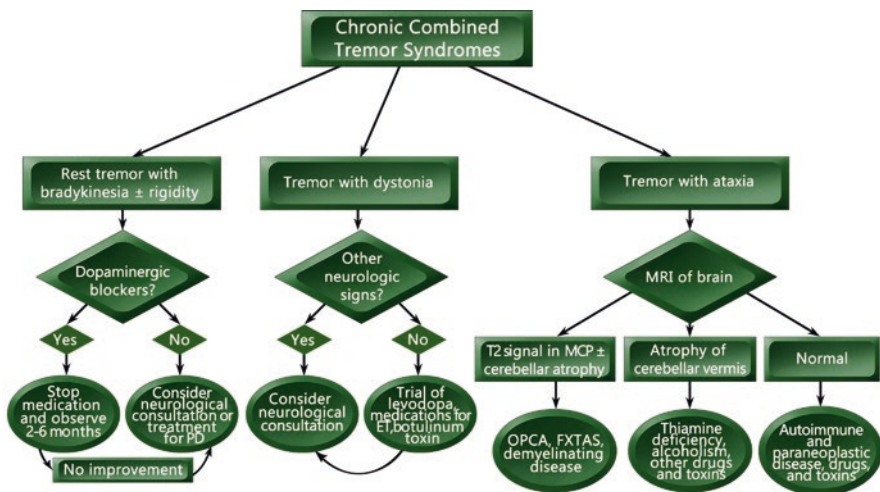 Chronic Combined
Tremor Syndromes
Rest tremor with
bradykinesia ± rigidity
Tremor with dystonia
Tremor with ataxia
Dopaminergic
blockers?
Other
neurologic
signs?
MRI of brain
Yes
No
Yes
No
T2 signal in MCP ±
cerebellar atrophy
Atrophy of
cerebellar vermis
Normal
Stop
medication
and observe
2-6 months
Consider
neurological
consultation or
treatment
for PD
Consider
neurological
consultation
Trial of
levodopa,
medications for
ET,botulinum
toxin
OPCA, FXTAS,
demyelinating
disease
Thiamine
deficiency,
alcoholism,
other drugs
and toxins
Autoimmune
and
paraneoplastic
disease, drugs,
and toxins
No improvement